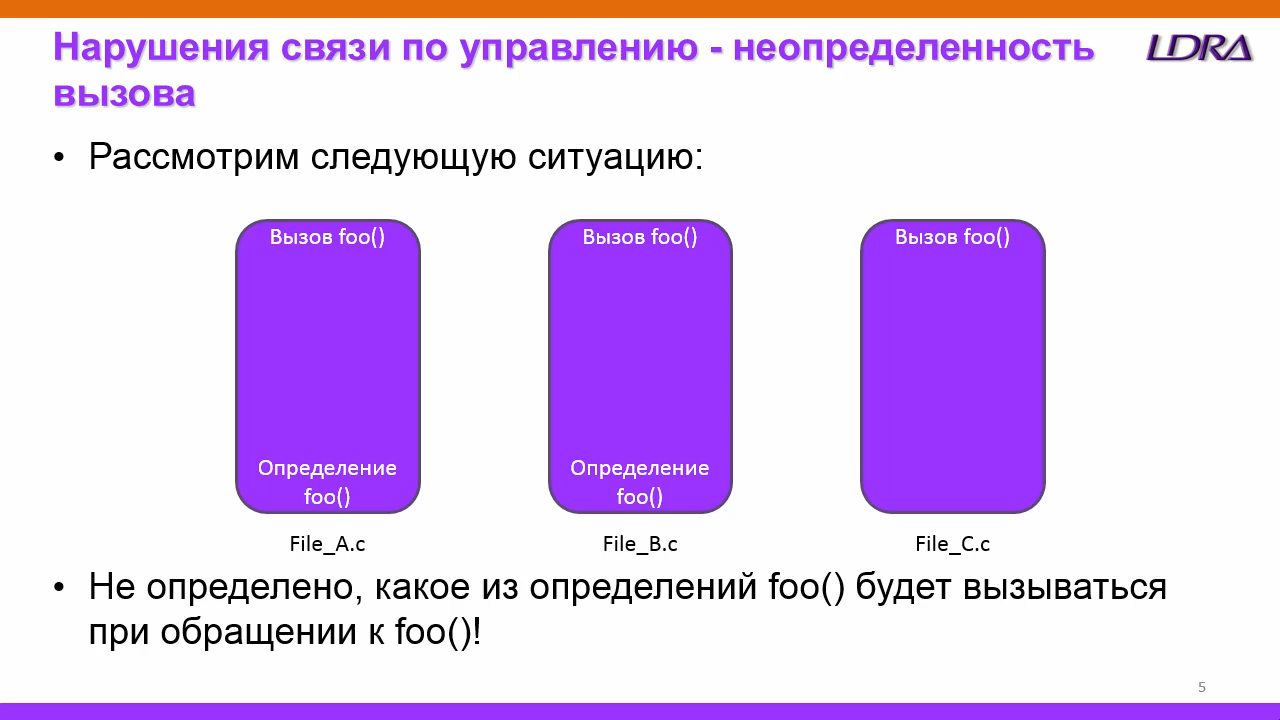 Нарушения связи по управлению - неопределенность
вызова
LDRA
• Рассмотрим следующую ситуацию:
Вызов foo()
Вызов foo()
Вызов foo()
Определение
foo()
Определение
foo()
File_A.c
File_B.c
File_C.c
• Не определено, какое из определений foo() будет вызываться
при обращении к foo()!
5